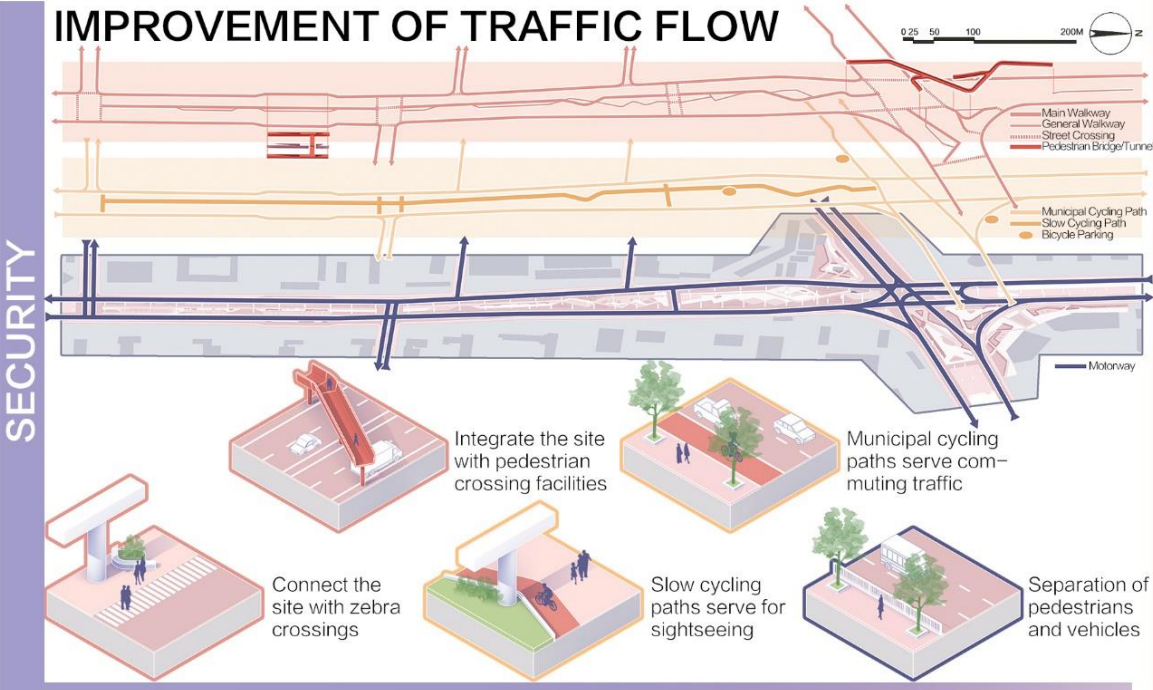 IMPROVEMENT OF TRAFFIC FLOW
0 25 50 100 200M
N
Main Walkway
General Walkway
Street Crossing
Pedestrian Bridge/Tunne
Municipal Cycling Path
Slow Cycling Path
Bicycle Parking
Motorway
SECURITY
Integrate the site
with pedestrian
crossing facilities
Municipal cycling
paths serve com-
muting traffic
Connect the
site with zebra
crossings
Slow cycling
paths serve for
sightseeing
Separation of
pedestrians
and vehicles